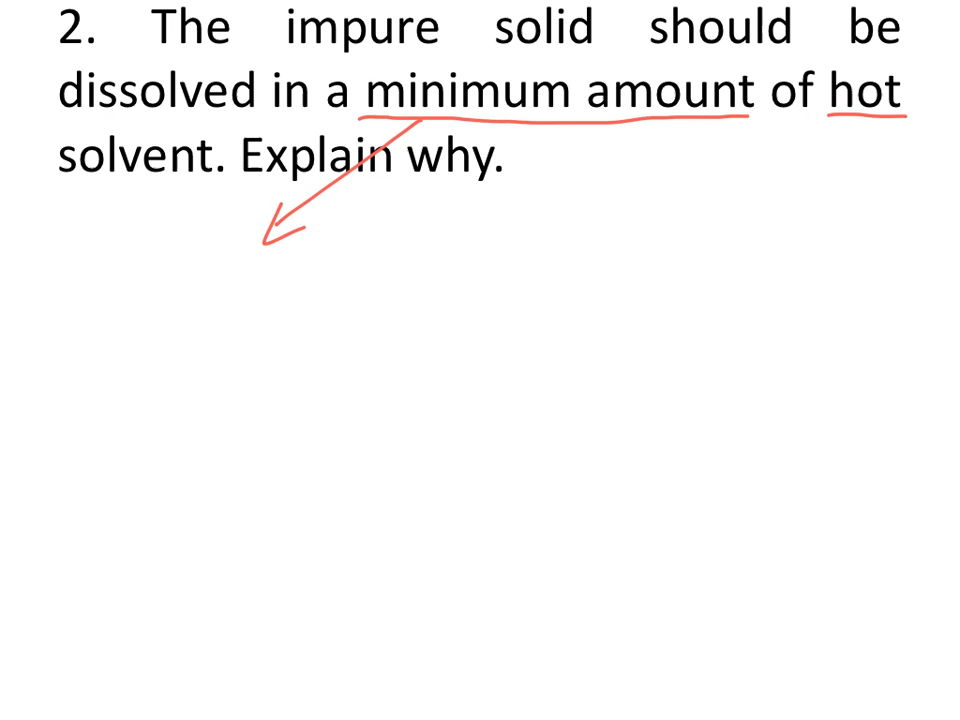 2. The impure solid should be
dissolved in a minimum amount of hot
solvent. Explain why.